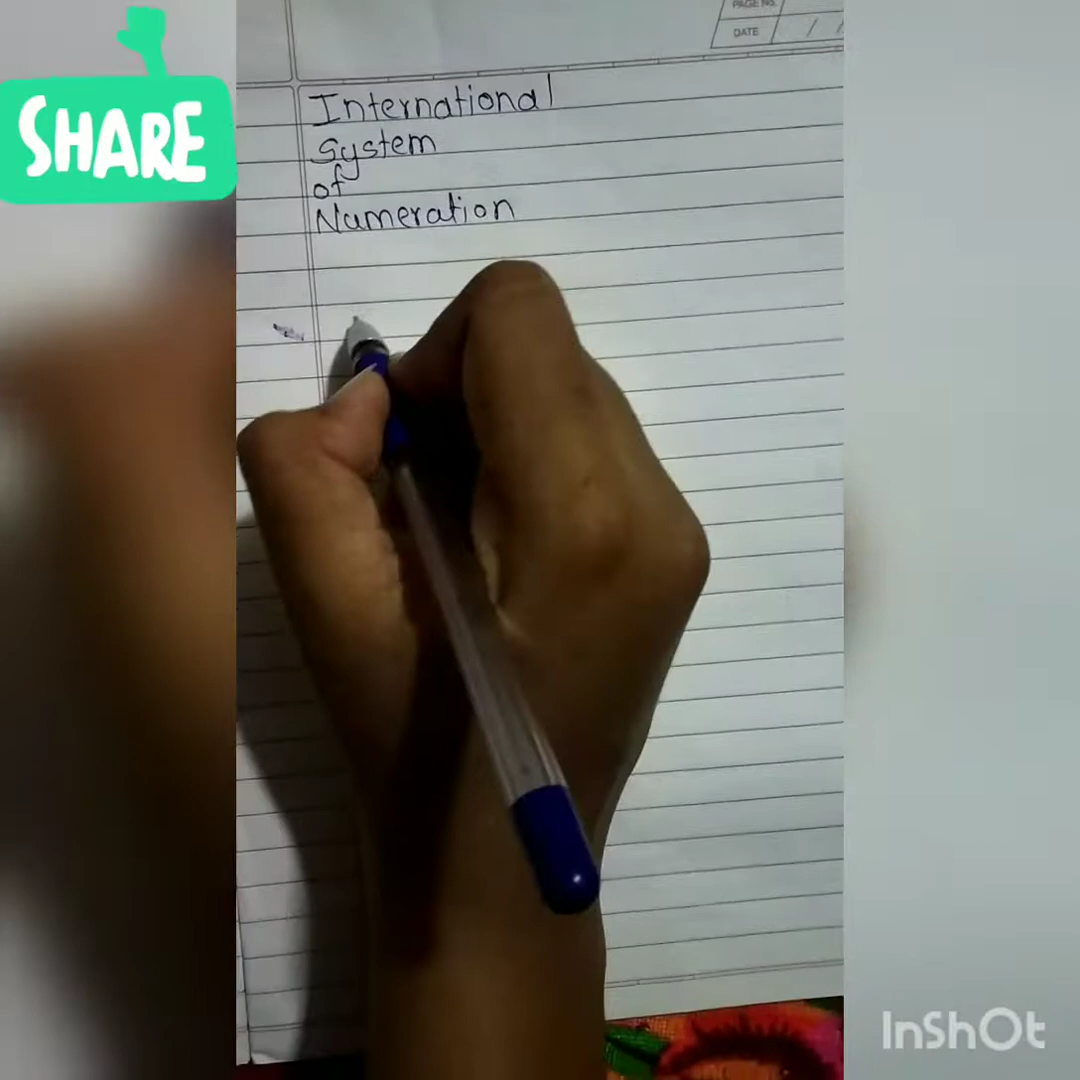 PAGE No.
DATE / /
SHARE
International
System
of
Numeration
InShOt